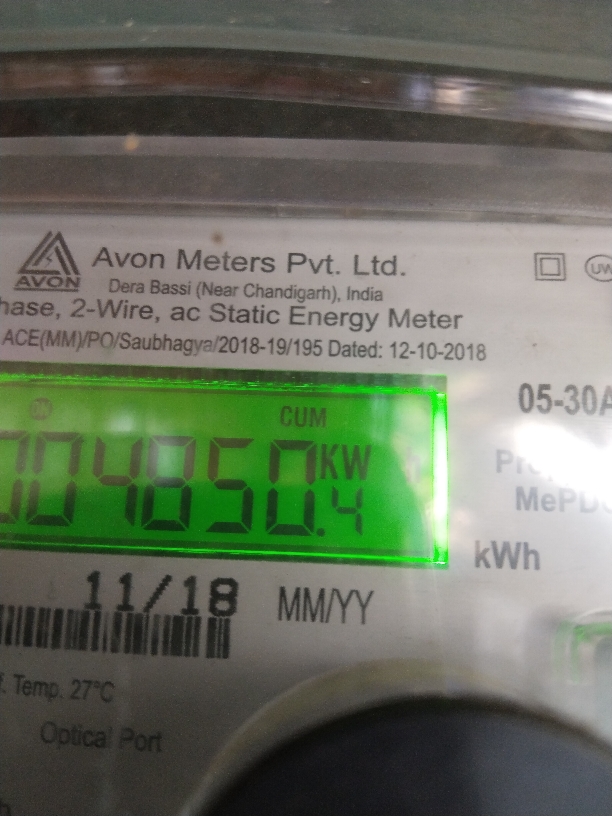 AVON
Avon Meters Pvt. Ltd.
Dera Bassi (Near Chandigarh), India
hase, 2-Wire, ac Static Energy Meter
ACE(MM)/PO/Saubhagya/2018-19/195 Dated: 12-10-2018
05-30A
CUM
004850.4 KW
MePD
kWh
11/18 MM/YY
f. Temp. 27°C
Optical Port